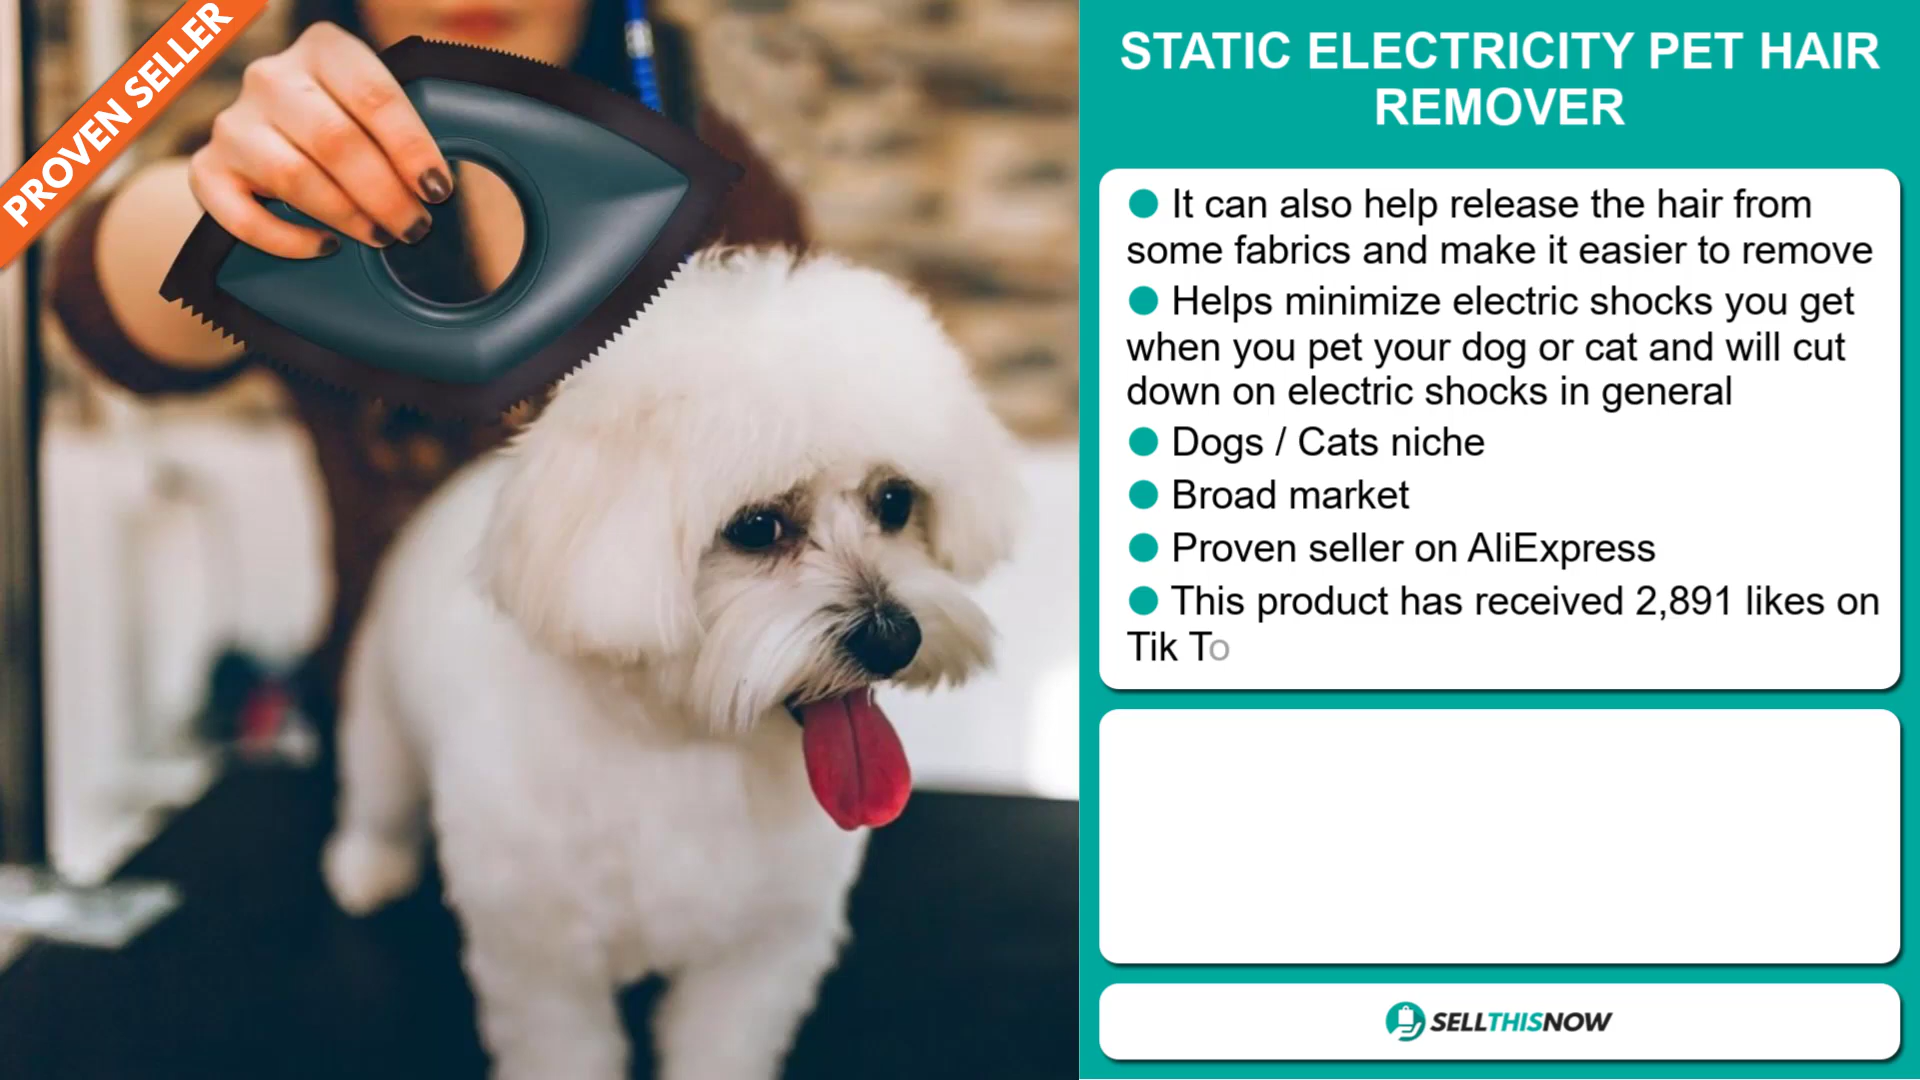 PROVEN SELLER
STATIC ELECTRICITY PET HAIR
REMOVER
It can also help release the hair from
some fabrics and make it easier to remove
Helps minimize electric shocks you get
when you pet your dog or cat and will cut
down on electric shocks in general
Dogs / Cats niche
Broad market
Proven seller on AliExpress
This product has received 2,891 likes on
Tik To
SELLTHISNOW